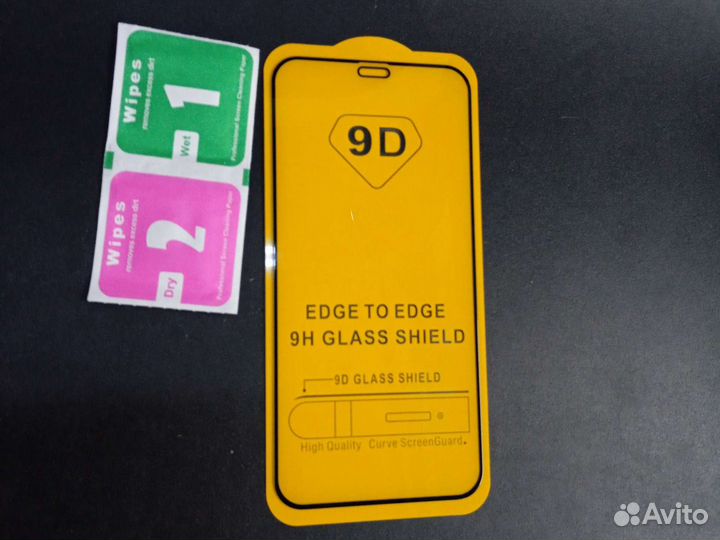 Wipes
removes excess dirt
1
Wet
Professional Screen Cleaning Paper
Wipes
removes excess dirt
2
Dry
Professional Screen Cleaning Paper
9D
EDGE TO EDGE
9H GLASS SHIELD
9D GLASS SHIELD
High Quality Curve ScreenGuard.
Avito